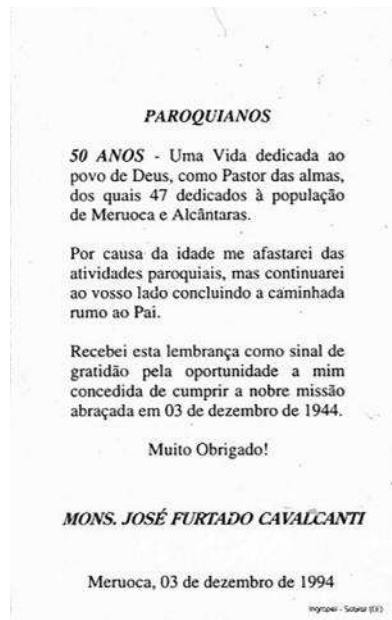 PAROQUIANOS
50 ANOS - Uma Vida dedicada ao
povo de Deus, como Pastor das almas,
dos quais 47 dedicados à população
de Meruoca e Alcântaras.
Por causa da idade me afastarei das
atividades paroquiais, mas continuarei
ao vosso lado concluindo a caminhada
rumo ao Pai.
Recebei esta lembrança como sinal de
gratidão pela oportunidade a mim
concedida de cumprir a nobre missão
abraçada em 03 de dezembro de 1944.
Muito Obrigado!
MONS. JOSÉ FURTADO CAVALCANTI
Meruoca, 03 de dezembro de 1994
- Sobral (CE)